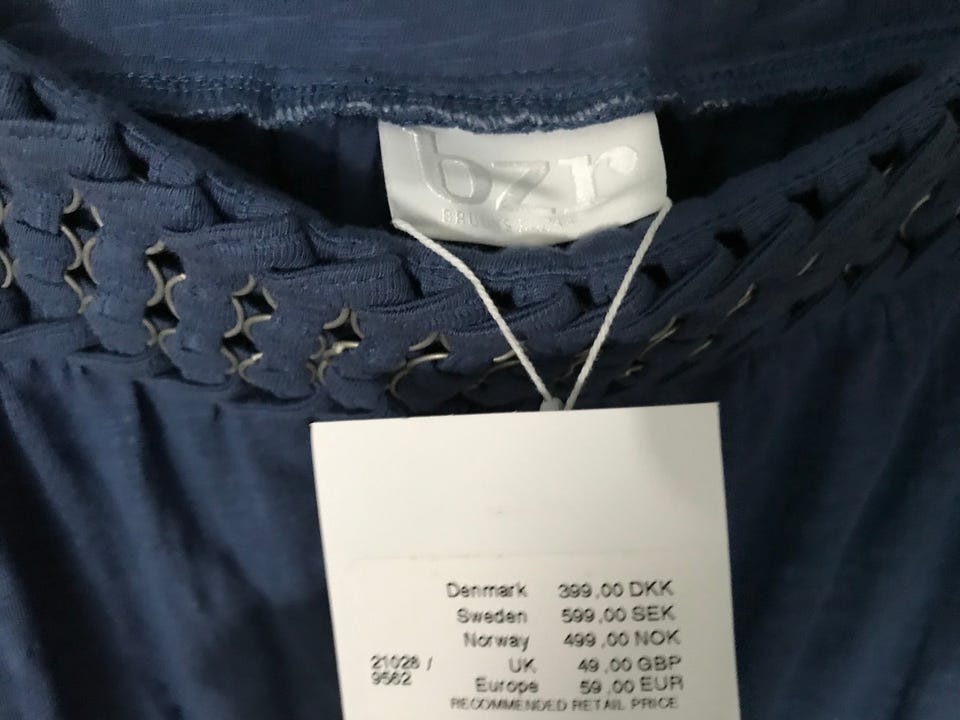 bzr
Denmark 399,00 DKK
Sweden 599,00 SEK
Norway 499,00 NOK
21028 / UK 49,00 GBP
9562 Europe 59,00 EUR
RECOMMENDED RETAIL PRICE